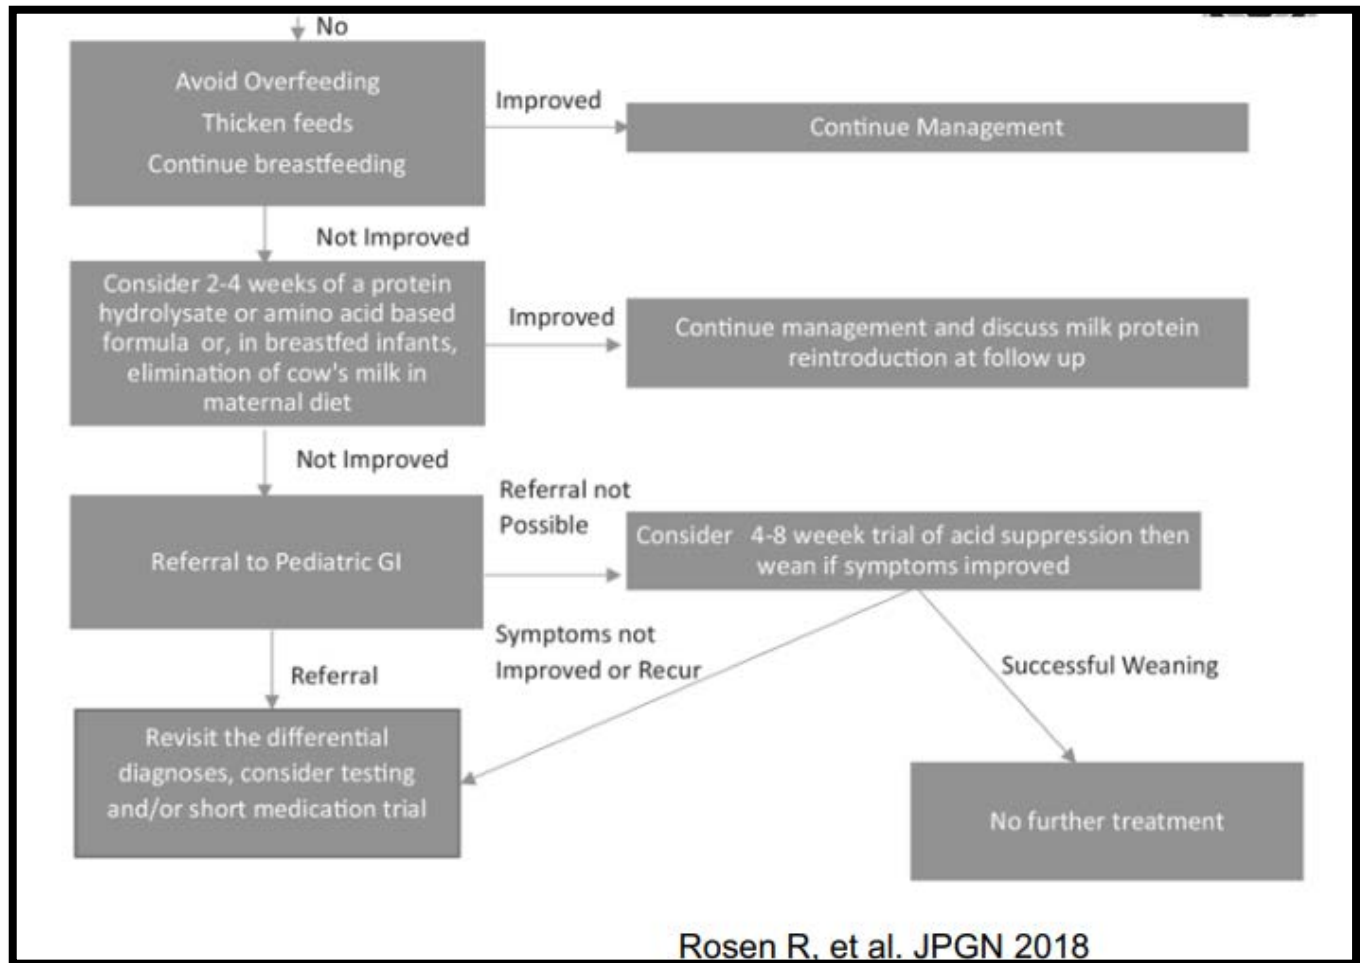 No
Avoid Overfeeding
Thicken feeds
Continue breastfeeding
Improved
Continue Management
Not Improved
Consider 2-4 weeks of a protein
hydrolysate or amino acid based
formula or, in breastfed infants,
elimination of cow's milk in
maternal diet
Improved
Continue management and discuss milk protein
reintroduction at follow up
Not Improved
Referral to Pediatric GI
Referral not
Possible
Consider 4-8 weeek trial of acid suppression then
wean if symptoms improved
Symptoms not
Improved or Recur
Successful Weaning
Referral
Revisit the differential
diagnoses, consider testing
and/or short medication trial
No further treatment
Rosen R, et al. JPGN 2018